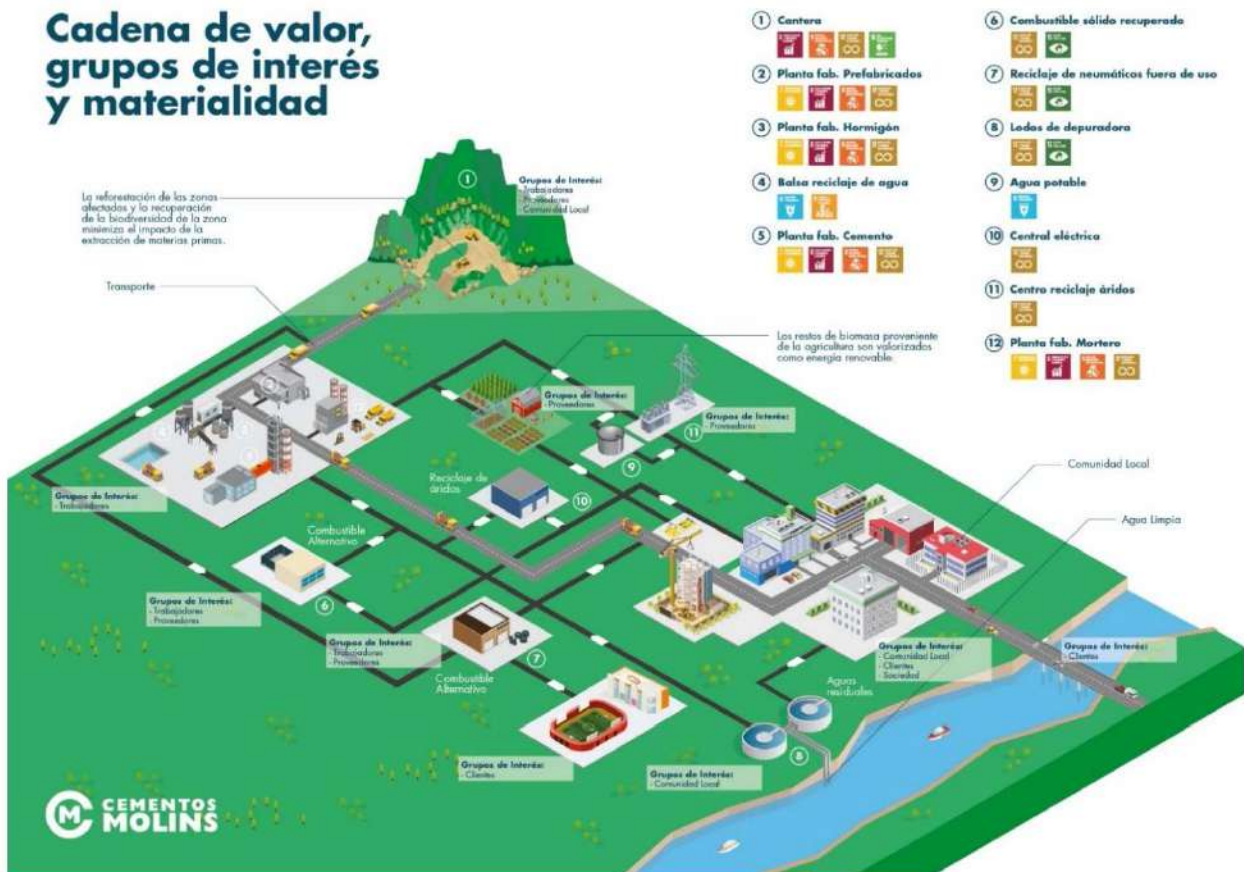 Cadena de valor,
grupos de interés
y materialidad
1 Cantera
2 Planta fab. Prefabricados
3 Planta fab. Hormigón
4 Balsa reciclaje de agua
5 Planta fab. Cemento
6 Combustible sólido recuperado
7 Reciclaje de neumáticos fuera de uso
8 Lodos de depuradora
9 Agua potable
10 Central eléctrica
11 Centro reciclaje áridos
12 Planta fab. Mortero
1
Grupos de Interés:
- Trabajadores
- Proveedores
- Comunidad Local
La reforestación de las zonas
afectadas y la recuperación
de la biodiversidad de la zona
minimiza el impacto de la
extracción de materias primas.
Transporte
Los restos de biomasa proveniente
de la agricultura son valorizados
como energía renovable.
Grupos de Interés:
- Proveedores
Grupos de Interés:
- Proveedores
11
9
Reciclaje de
áridos
10
Comunidad Local
Agua Limpia
Grupos de Interés:
- Trabajadores
Combustible
Alternativo
6
Grupos de Interés:
- Trabajadores
- Proveedores
Grupos de Interés:
- Trabajadores
- Proveedores
7
Combustible
Alternativo
Grupos de Interés:
- Comunidad Local
- Clientes
- Sociedad
Grupos de Interés:
- Clientes
Aguas
residuales
8
Grupos de Interés:
- Clientes
Grupos de Interés:
- Comunidad Local
CEMENTOS
MOLINS